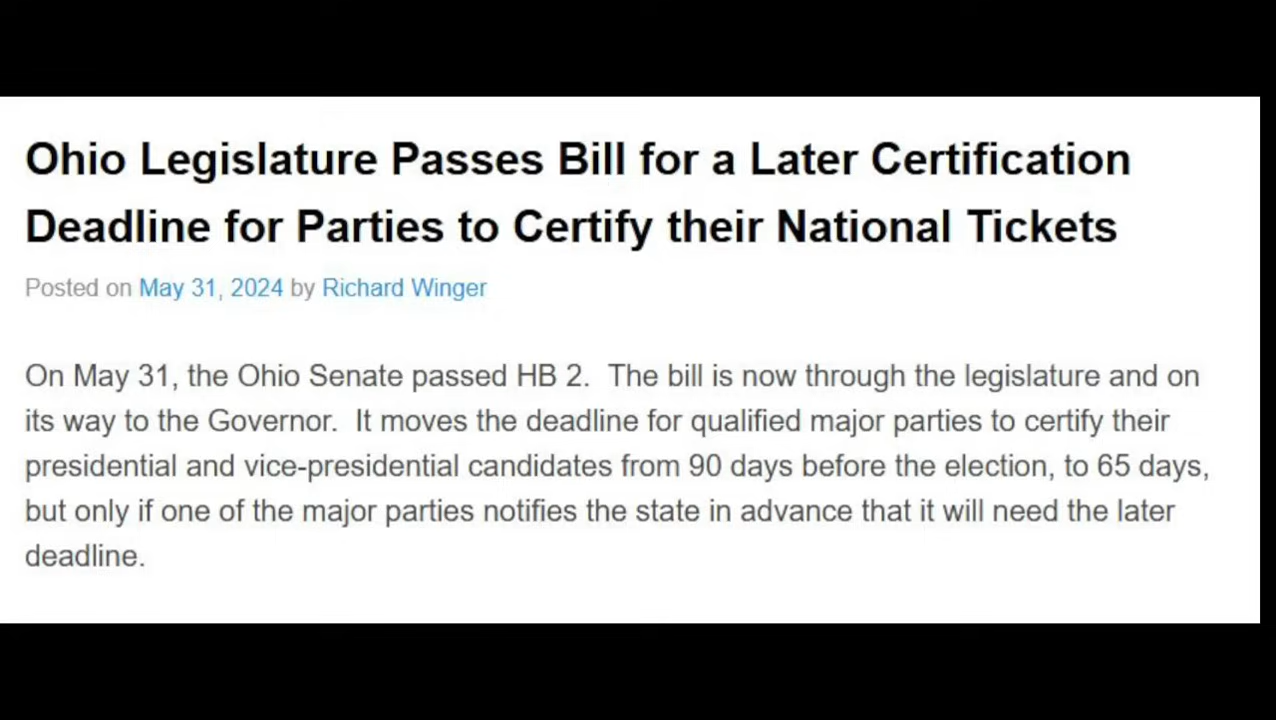 Ohio Legislature Passes Bill for a Later Certification
Deadline for Parties to Certify their National Tickets
Posted on May 31, 2024 by Richard Winger
On May 31, the Ohio Senate passed HB 2.  The bill is now through the legislature and on
its way to the Governor.  It moves the deadline for qualified major parties to certify their
presidential and vice-presidential candidates from 90 days before the election, to 65 days,
but only if one of the major parties notifies the state in advance that it will need the later
deadline.